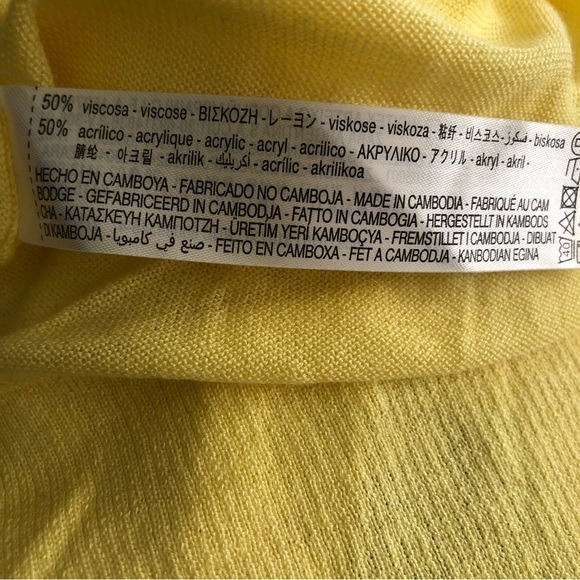 50% viscosa - viscose - ΒΙΣΚΟΖΗ - レーヨン - viskose - viskoza - 粘纤 - 비스코스 - فسكوز - biskosa
50% acrílico - acrylique - acrylic - acryl - acrilico - ΑΚΡΥΛΙΚΟ - アクリル - akryl - akril -
腈纶 - 아크릴 - akrilik - أكريليك - acrílic - akrilikoa
HECHO EN CAMBOYA - FABRICADO NO CAMBOJA - MADE IN CAMBODIA - FABRIQUÉ AU CAM
BODGE - GEFABRICEERD IN CAMBODJA - FATTO IN CAMBOGIA - HERGESTELLT IN KAMBODS
CHA - ΚΑΤΑΣΚΕΥΗ ΚΑΜΠΟΤΖΗ - ÜRETİM YERİ KAMBOÇYA - FREMSTILLET I CAMBODJA - DIBUAT
DI KAMBOJA - صنع في كامبوديا - FEITO EN CAMBOXA - FET A CAMBODJA - KANBODIAN EGINA
40